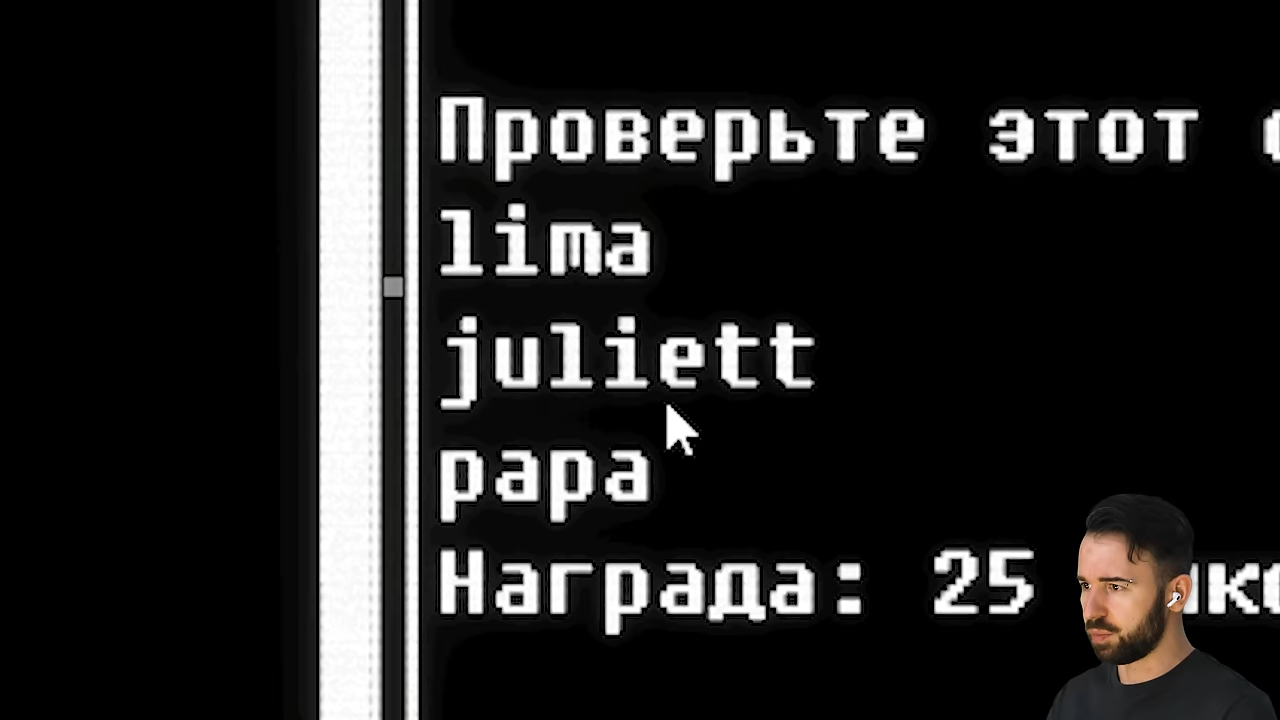 Проверьте этот
lima
juliett
papa
Награда: 25